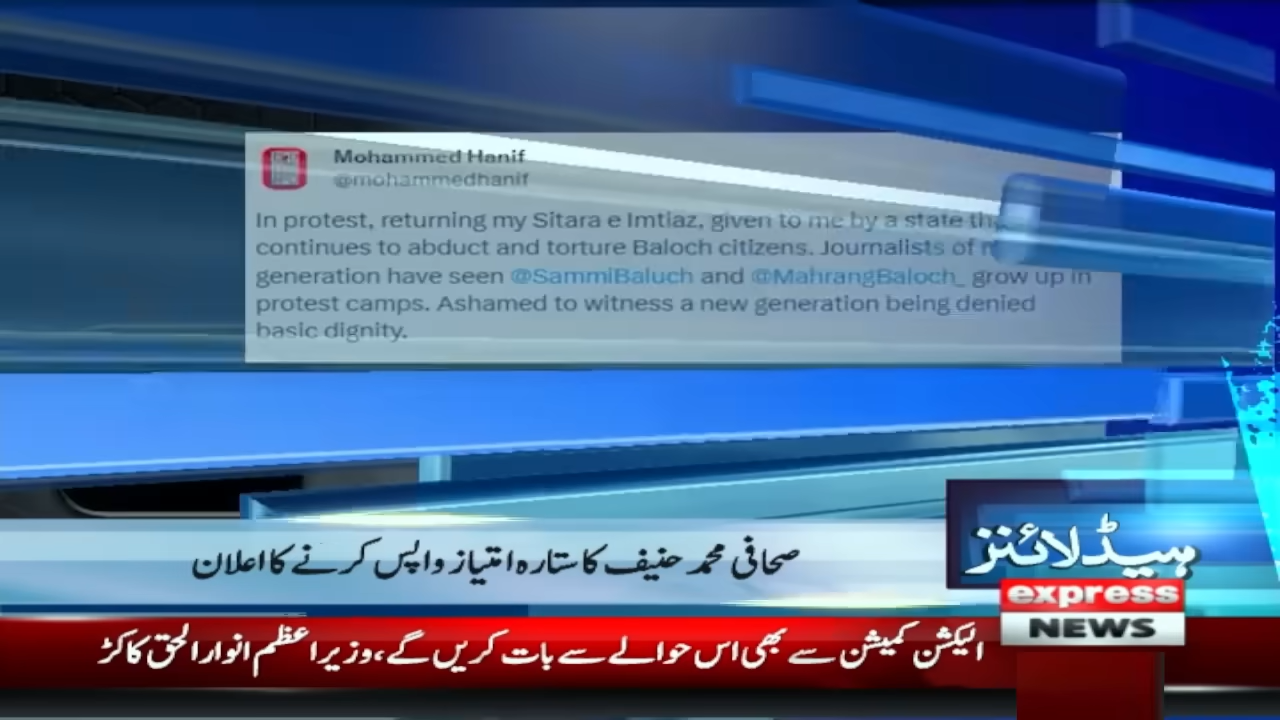 Mohammed Hanif
@mohammedhanif
In protest, returning my Sitara e Imtiaz, given to me by a state
continues to abduct and torture Baloch citizens. Journalists of
generation have seen @SammiBaluch and @MahrangBaloch_ grow up in
protest camps. Ashamed to witness a new generation being denied
basic dignity.
ہیڈلائنز
صحافی محمد حنیف کا ستارہ امتیاز واپس کرنے کا اعلان
express
NEWS
الیکشن کمیشن سے بھی اس حوالے سے بات کریں گے، وزیراعظم انوارالحق کاکڑ